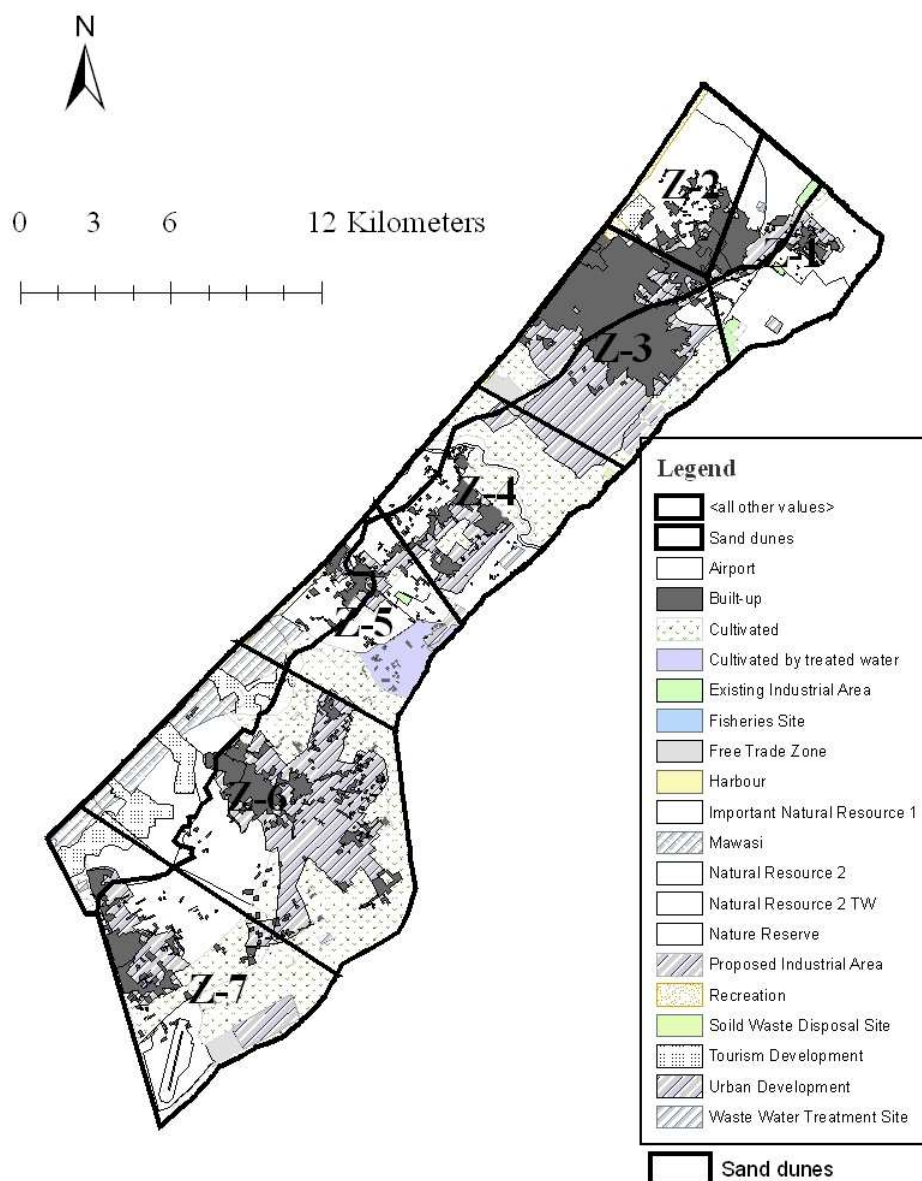 N
0 3 6 12 Kilometers
Z-2
Z-1
Z-3
Z-4
Z-5
Z-6
Z-7
Legend
<all other values>
Sand dunes
Airport
Built-up
Cultivated
Cultivated by treated water
Existing Industrial Area
Fisheries Site
Free Trade Zone
Harbour
Important Natural Resource 1
Mawasi
Natural Resource 2
Natural Resource 2 TW
Nature Reserve
Proposed Industrial Area
Recreation
Soild Waste Disposal Site
Tourism Development
Urban Development
Waste Water Treatment Site
Sand dunes